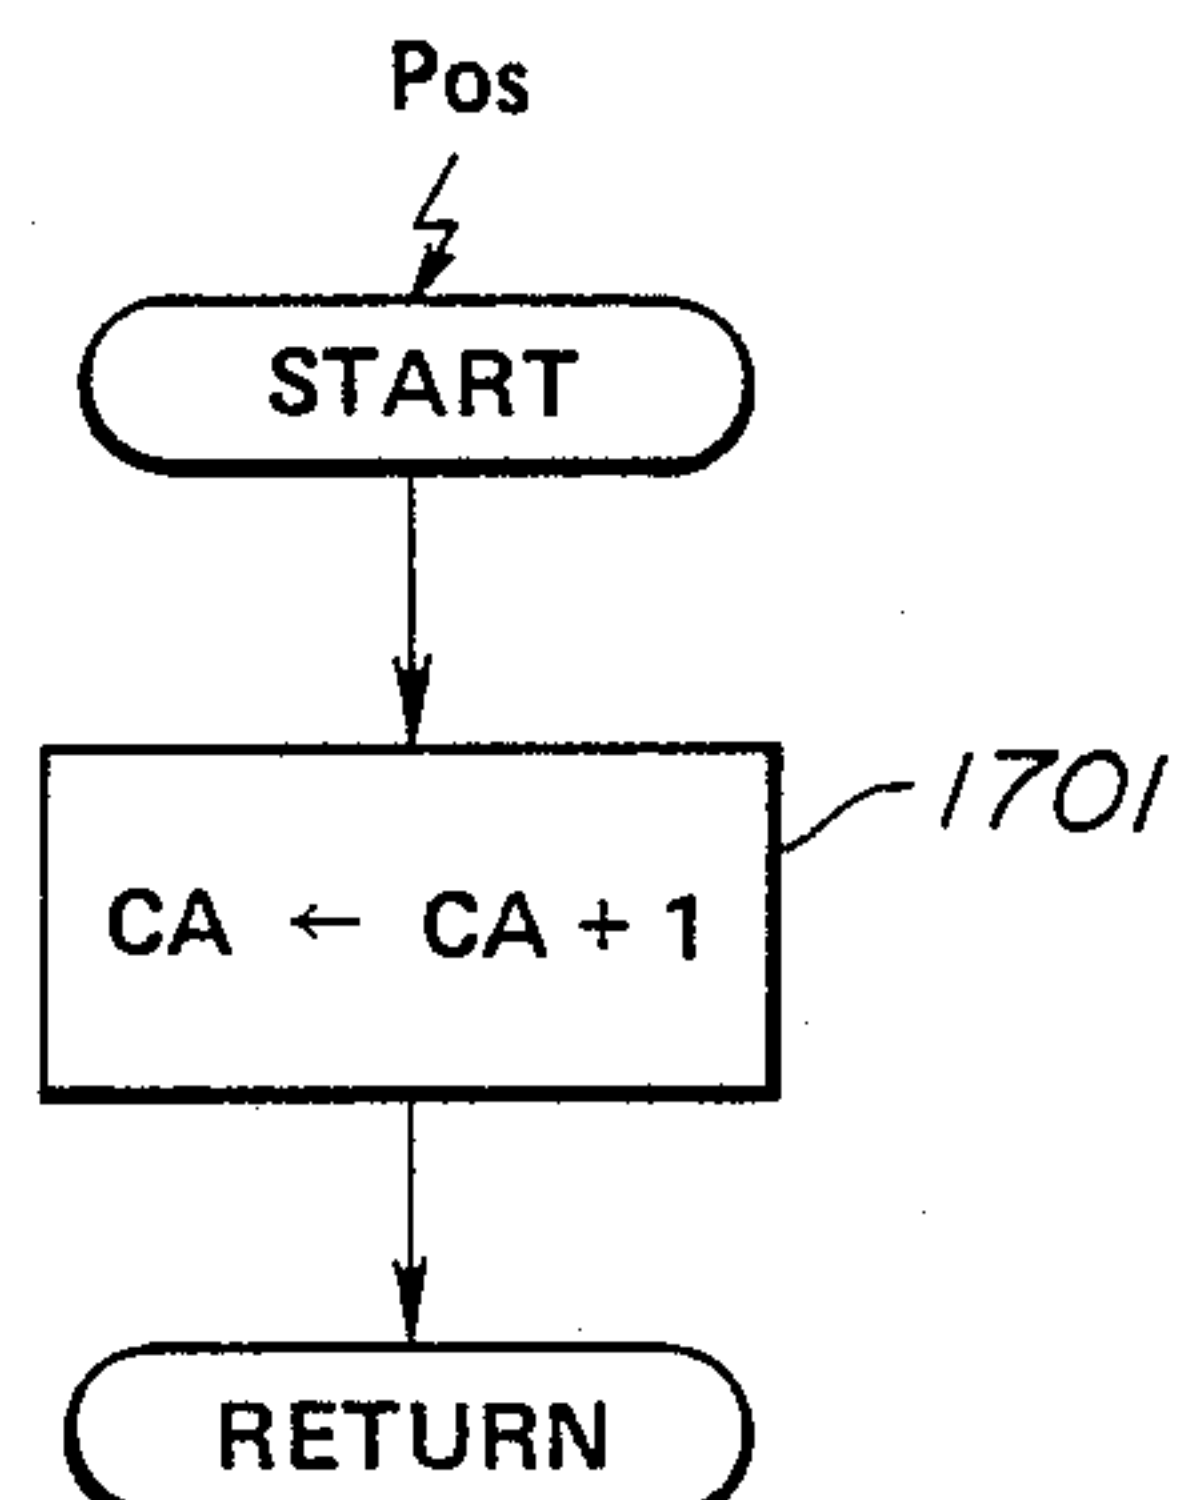 Pos
START
1701
CA ← CA + 1
RETURN